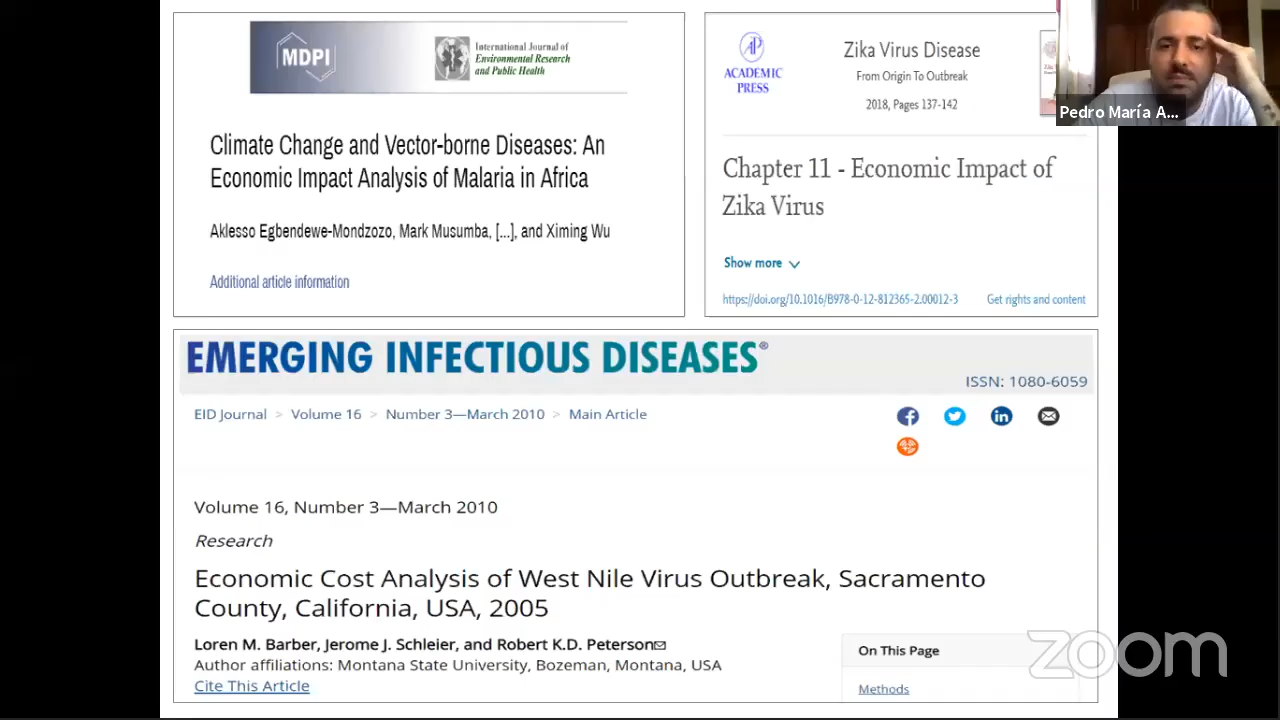 MDPI
International Journal of
Environmental Research
and Public Health
Climate Change and Vector-borne Diseases: An
Economic Impact Analysis of Malaria in Africa
Aklesso Egbendewe-Mondzozo, Mark Musumba, [...], and Ximing Wu
Additional article information
AP
ACADEMIC
PRESS
Zika Virus Disease
From Origin To Outbreak
2018, Pages 137-142
Chapter 11 - Economic Impact of
Zika Virus
Show more
https://doi.org/10.1016/B978-0-12-812365-2.00012-3
Get rights and content
Pedro María A...
EMERGING INFECTIOUS DISEASES®
ISSN: 1080-6059
EID Journal > Volume 16 > Number 3—March 2010 > Main Article
Volume 16, Number 3—March 2010
Research
Economic Cost Analysis of West Nile Virus Outbreak, Sacramento
County, California, USA, 2005
Loren M. Barber, Jerome J. Schleier, and Robert K.D. Peterson
Author affiliations: Montana State University, Bozeman, Montana, USA
Cite This Article
On This Page
Methods
zoom